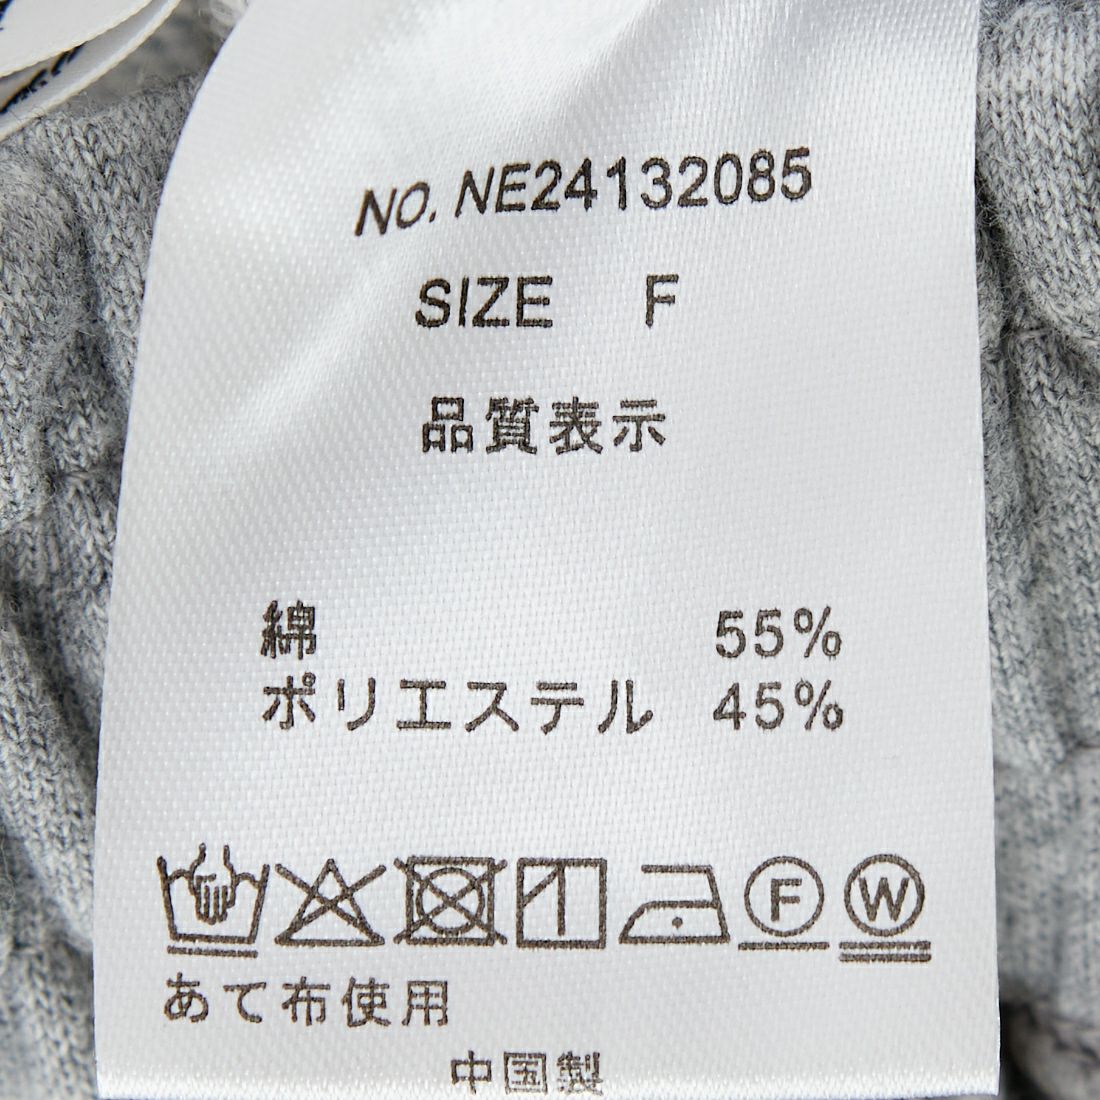 NO. NE24132085
SIZE F
品質表示
綿 55%
ポリエステル 45%
F W
あて布使用
中国製